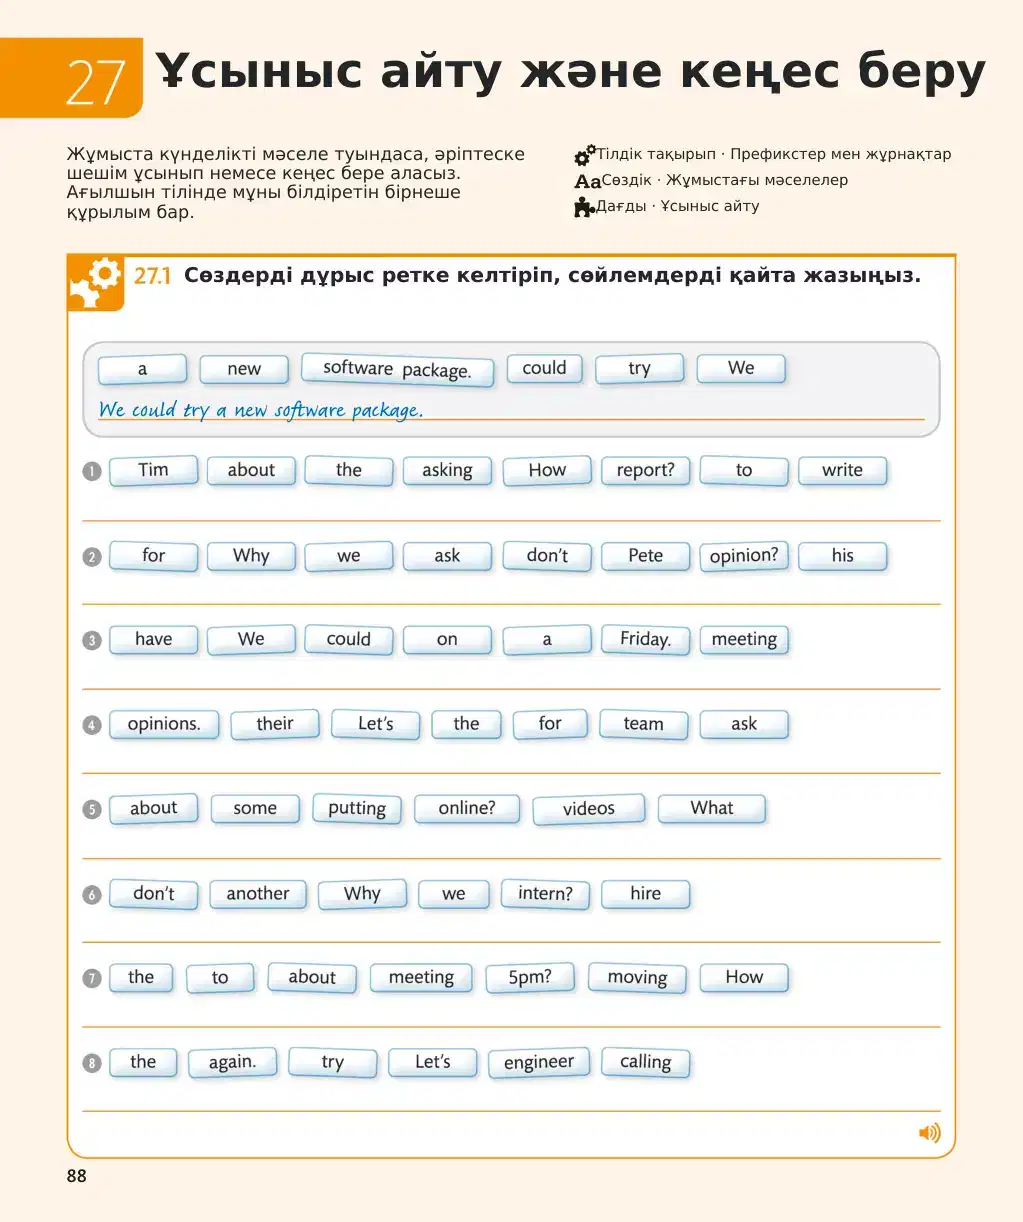 27
Ұсыныс айту және кеңес беру
Жұмыста күнделікті мәселе туындаса, әріптеске
шешім ұсынып немесе кеңес бере аласыз.
Ағылшын тілінде мұны білдіретін бірнеше
құрылым бар.
Тілдік тақырып · Префикстер мен жұрнақтар
Aa Сөздік · Жұмыстағы мәселелер
Дағды · Ұсыныс айту
27.1 Сөздерді дұрыс ретке келтіріп, сөйлемдерді қайта жазыңыз.
a new software package. could try We
We could try a new software package.
1 Tim about the asking How report? to write
2 for Why we ask don't Pete opinion? his
3 have We could on a Friday. meeting
4 opinions. their Let's the for team ask
5 about some putting online? videos What
6 don't another Why we intern? hire
7 the to about meeting 5pm? moving How
8 the again. try Let's engineer calling
88